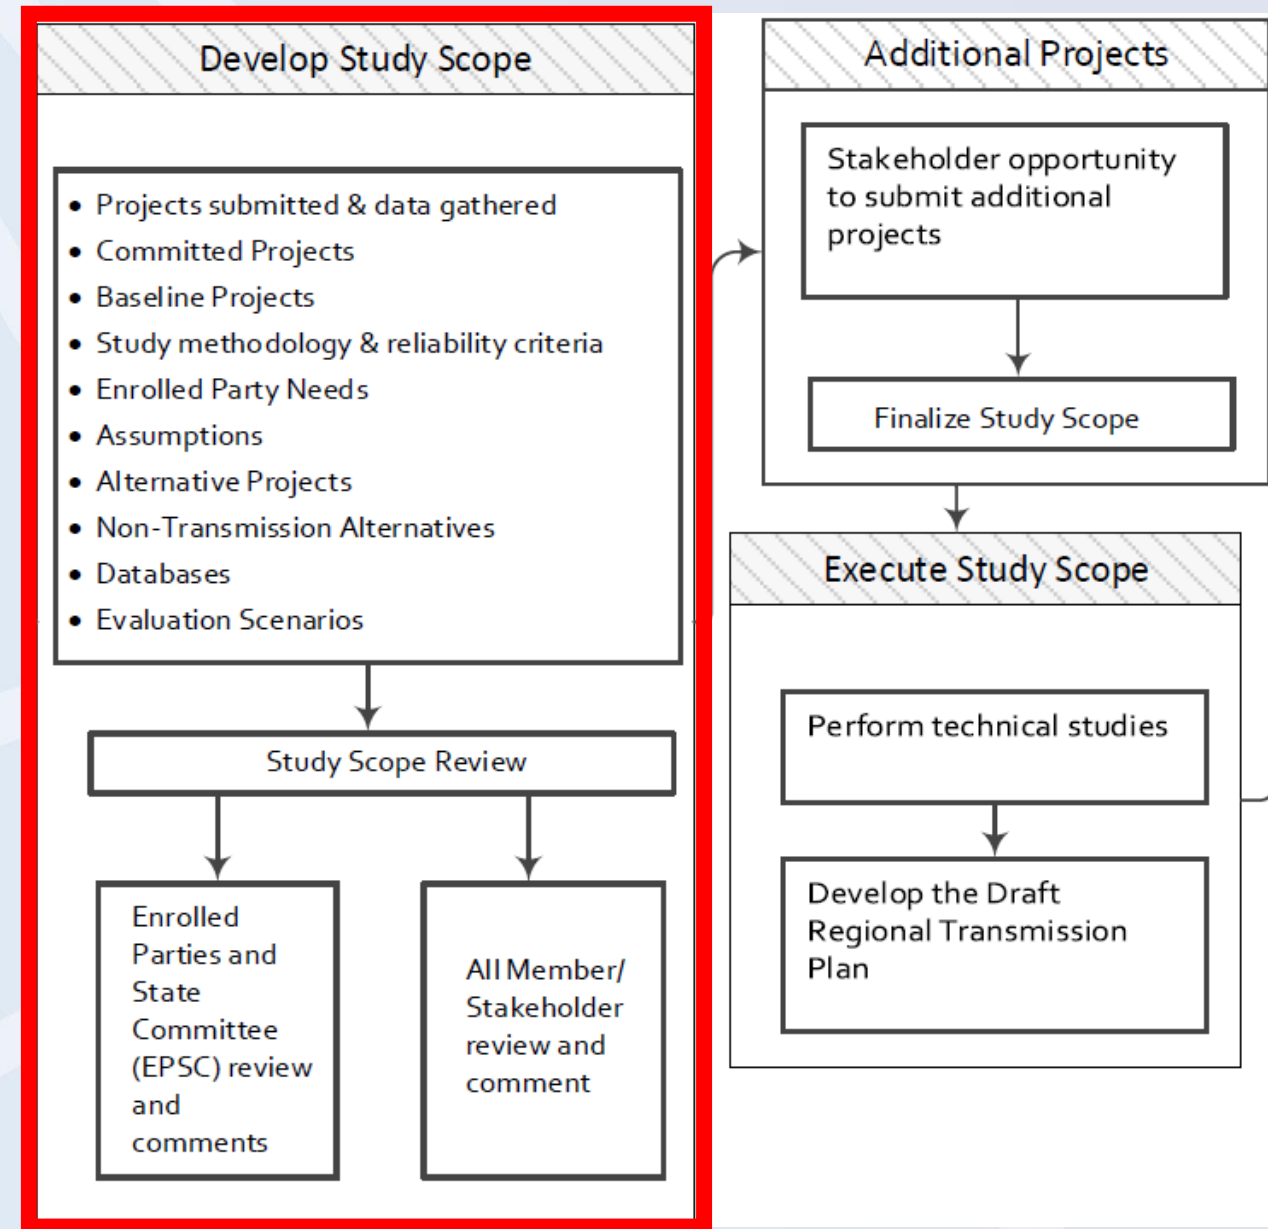 Develop Study Scope
• Projects submitted & data gathered
• Committed Projects
• Baseline Projects
• Study methodology & reliability criteria
• Enrolled Party Needs
• Assumptions
• Alternative Projects
• Non-Transmission Alternatives
• Databases
• Evaluation Scenarios
Study Scope Review
Enrolled
Parties and
State
Committee
(EPSC) review
and
comments
All Member/
Stakeholder
review and
comment
Additional Projects
Stakeholder opportunity
to submit additional
projects
Finalize Study Scope
Execute Study Scope
Perform technical studies
Develop the Draft
Regional Transmission
Plan